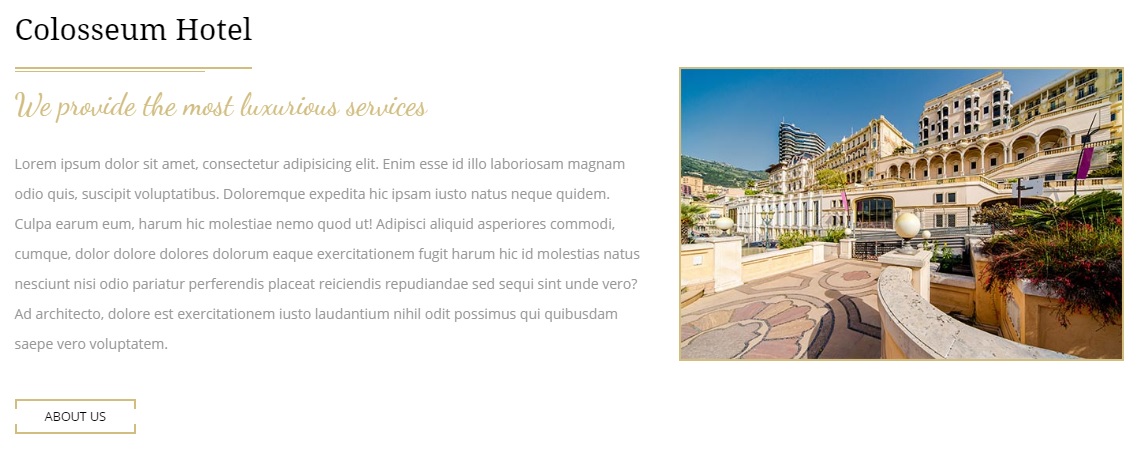 Colosseum Hotel
We provide the most luxurious services
Lorem ipsum dolor sit amet, consectetur adipisicing elit. Enim esse id illo laboriosam magnam
odio quis, suscipit voluptatibus. Doloremque expedita hic ipsam iusto natus neque quidem.
Culpa earum eum, harum hic molestiae nemo quod ut! Adipisci aliquid asperiores commodi,
cumque, dolor dolore dolores dolorum eaque exercitationem fugit harum hic id molestias natus
nesciunt nisi odio pariatur perferendis placeat reiciendis repudiandae sed sequi sint unde vero?
Ad architecto, dolore est exercitationem iusto laudantium nihil odit possimus qui quibusdam
saepe vero voluptatem.
ABOUT US